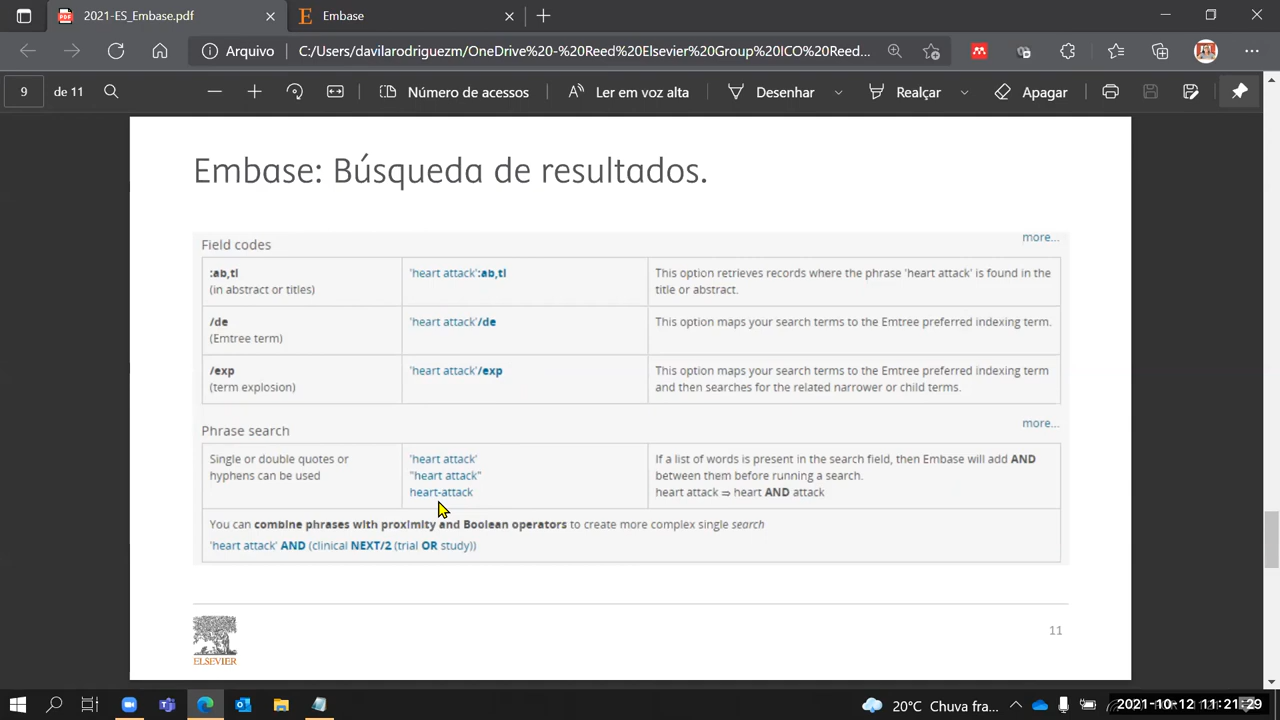 2021-ES_Embase.pdf
Embase
Arquivo
C:/Users/davilarodriguezm/OneDrive%20-%20Reed%20Elsevier%20Group%20ICO%20Reed...
9
de 11
Número de acessos
Ler em voz alta
Desenhar
Realçar
Apagar
Embase: Búsqueda de resultados.
Field codes
more...
:ab,ti
(in abstract or titles)
'heart attack':ab,ti
This option retrieves records where the phrase 'heart attack' is found in the
title or abstract.
/de
(Emtree term)
'heart attack'/de
This option maps your search terms to the Emtree preferred indexing term.
/exp
(term explosion)
'heart attack'/exp
This option maps your search terms to the Emtree preferred indexing term
and then searches for the related narrower or child terms.
Phrase search
more...
Single or double quotes or
hyphens can be used
'heart attack'
"heart attack"
heart-attack
If a list of words is present in the search field, then Embase will add AND
between them before running a search.
heart attack ⇒ heart AND attack
You can combine phrases with proximity and Boolean operators to create more complex single search
'heart attack' AND (clinical NEXT/2 (trial OR study))
ELSEVIER
11
20°C Chuva fra...
2021-10-12 11:21:29